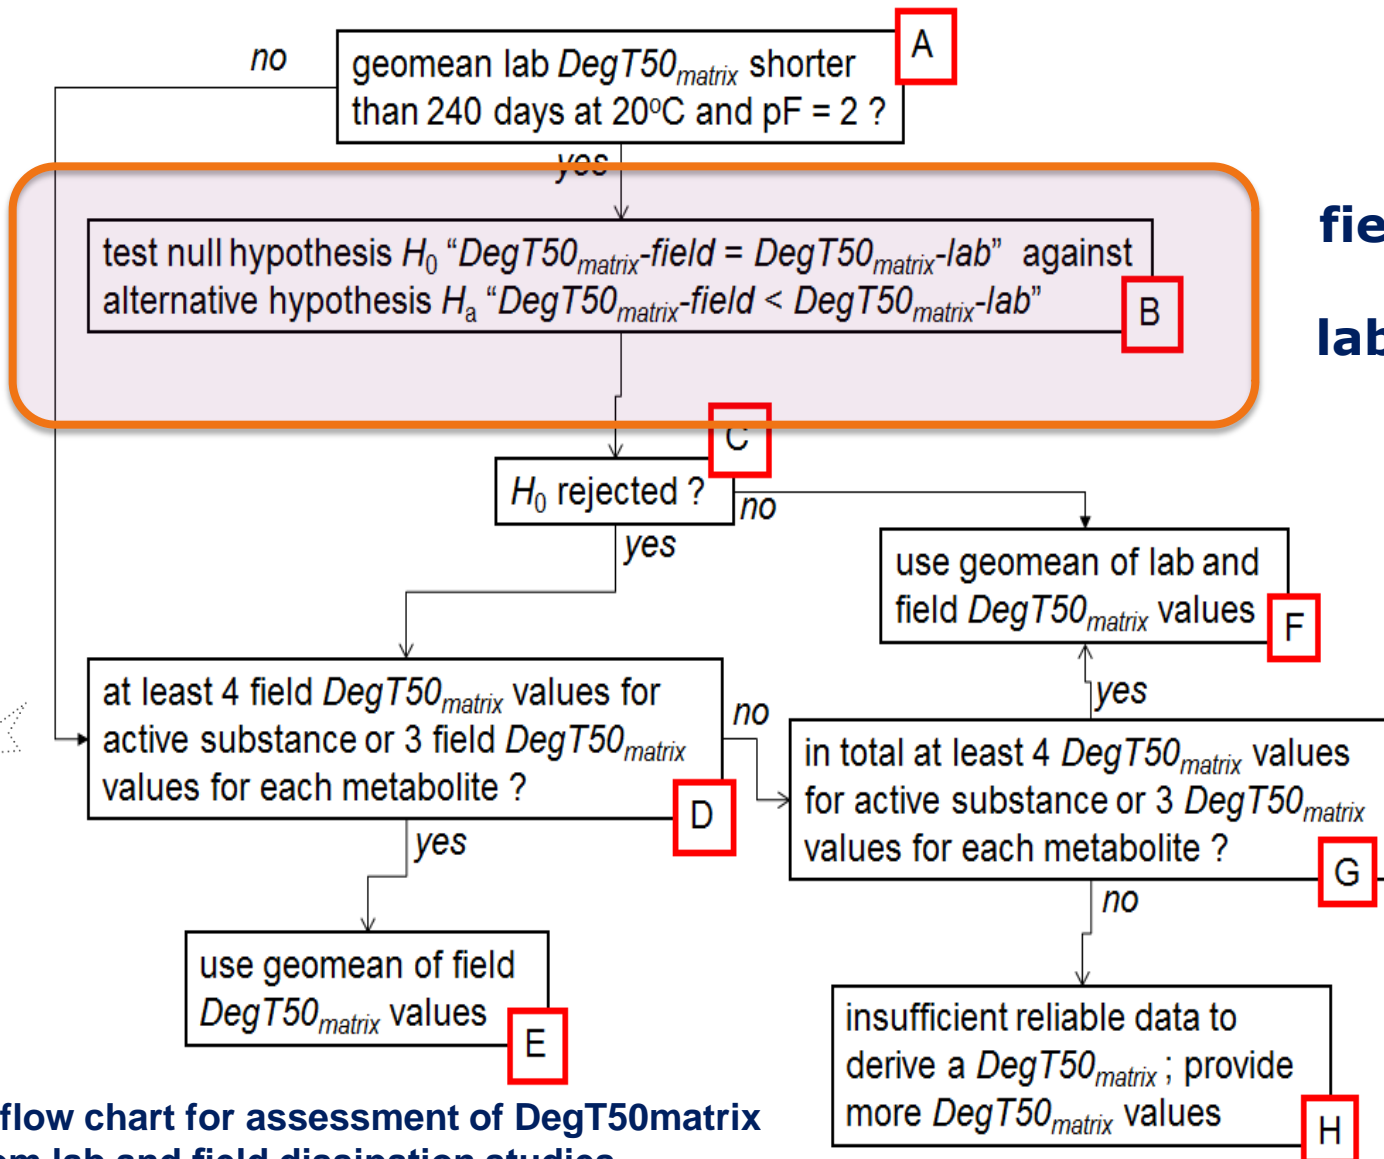 A
no
geomean lab DegT50matrix shorter
than 240 days at 20oC and pF = 2 ?
yes
test null hypothesis H0 “DegT50matrix-field = DegT50matrix-lab” against
alternative hypothesis Ha “DegT50matrix-field < DegT50matrix-lab”
B
C
H0 rejected ?
no
yes
use geomean of lab and
field DegT50matrix values
F
at least 4 field DegT50matrix values for
active substance or 3 field DegT50matrix
values for each metabolite ?
D
no
yes
yes
in total at least 4 DegT50matrix values
for active substance or 3 DegT50matrix
values for each metabolite ?
G
no
use geomean of field
DegT50matrix values
E
insufficient reliable data to
derive a DegT50matrix ; provide
more DegT50matrix values
H
flow chart for assessment of DegT50matrix
lab and field dissipation studies